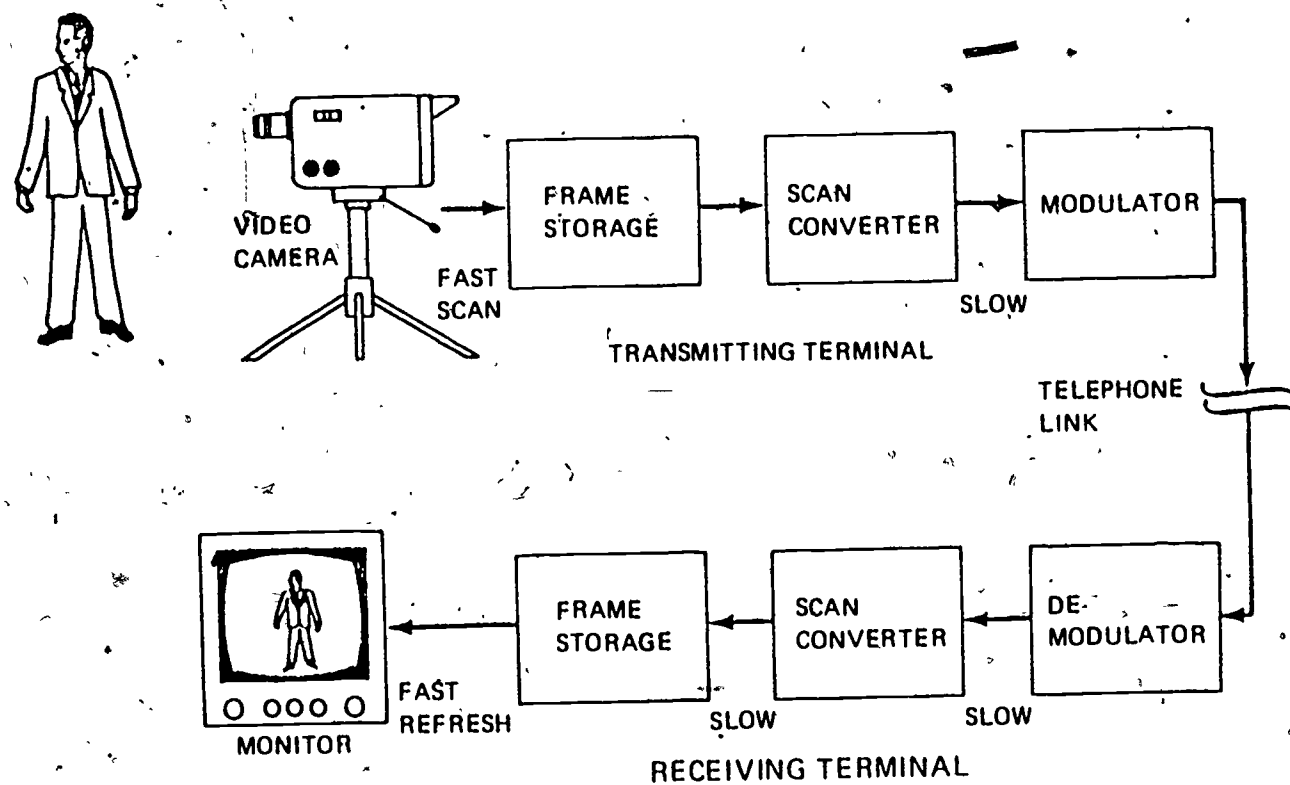 VIDEO
CAMERA
FAST
SCAN
FRAME
STORAGE
SCAN
CONVERTER
SLOW
MODULATOR
TRANSMITTING TERMINAL
TELEPHONE
LINK
DE-
MODULATOR
SLOW
SCAN
CONVERTER
SLOW
FRAME
STORAGE
FAST
REFRESH
MONITOR
RECEIVING TERMINAL